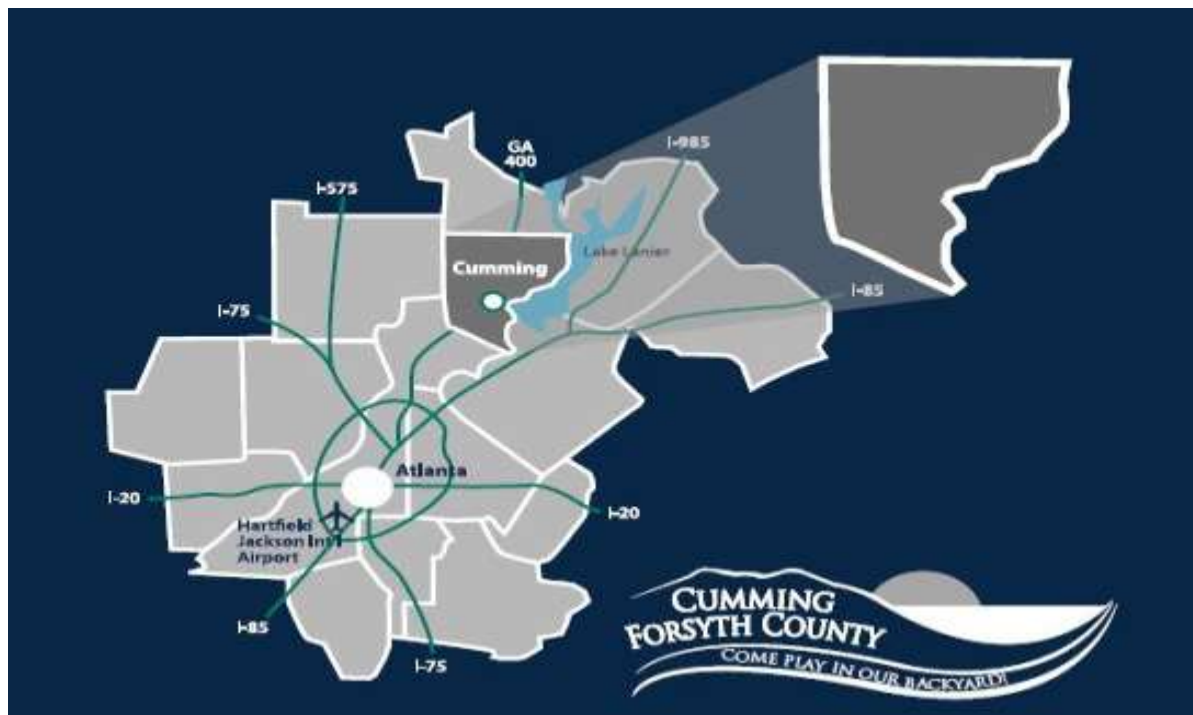 GA
400
I-985
I-575
Lake Lanier
Cumming
I-85
I-75
Atlanta
I-20
I-20
Hartfield
Jackson Int'l
Airport
I-85
I-75
CUMMING
FORSYTH COUNTY
COME PLAY IN OUR BACKYARD!